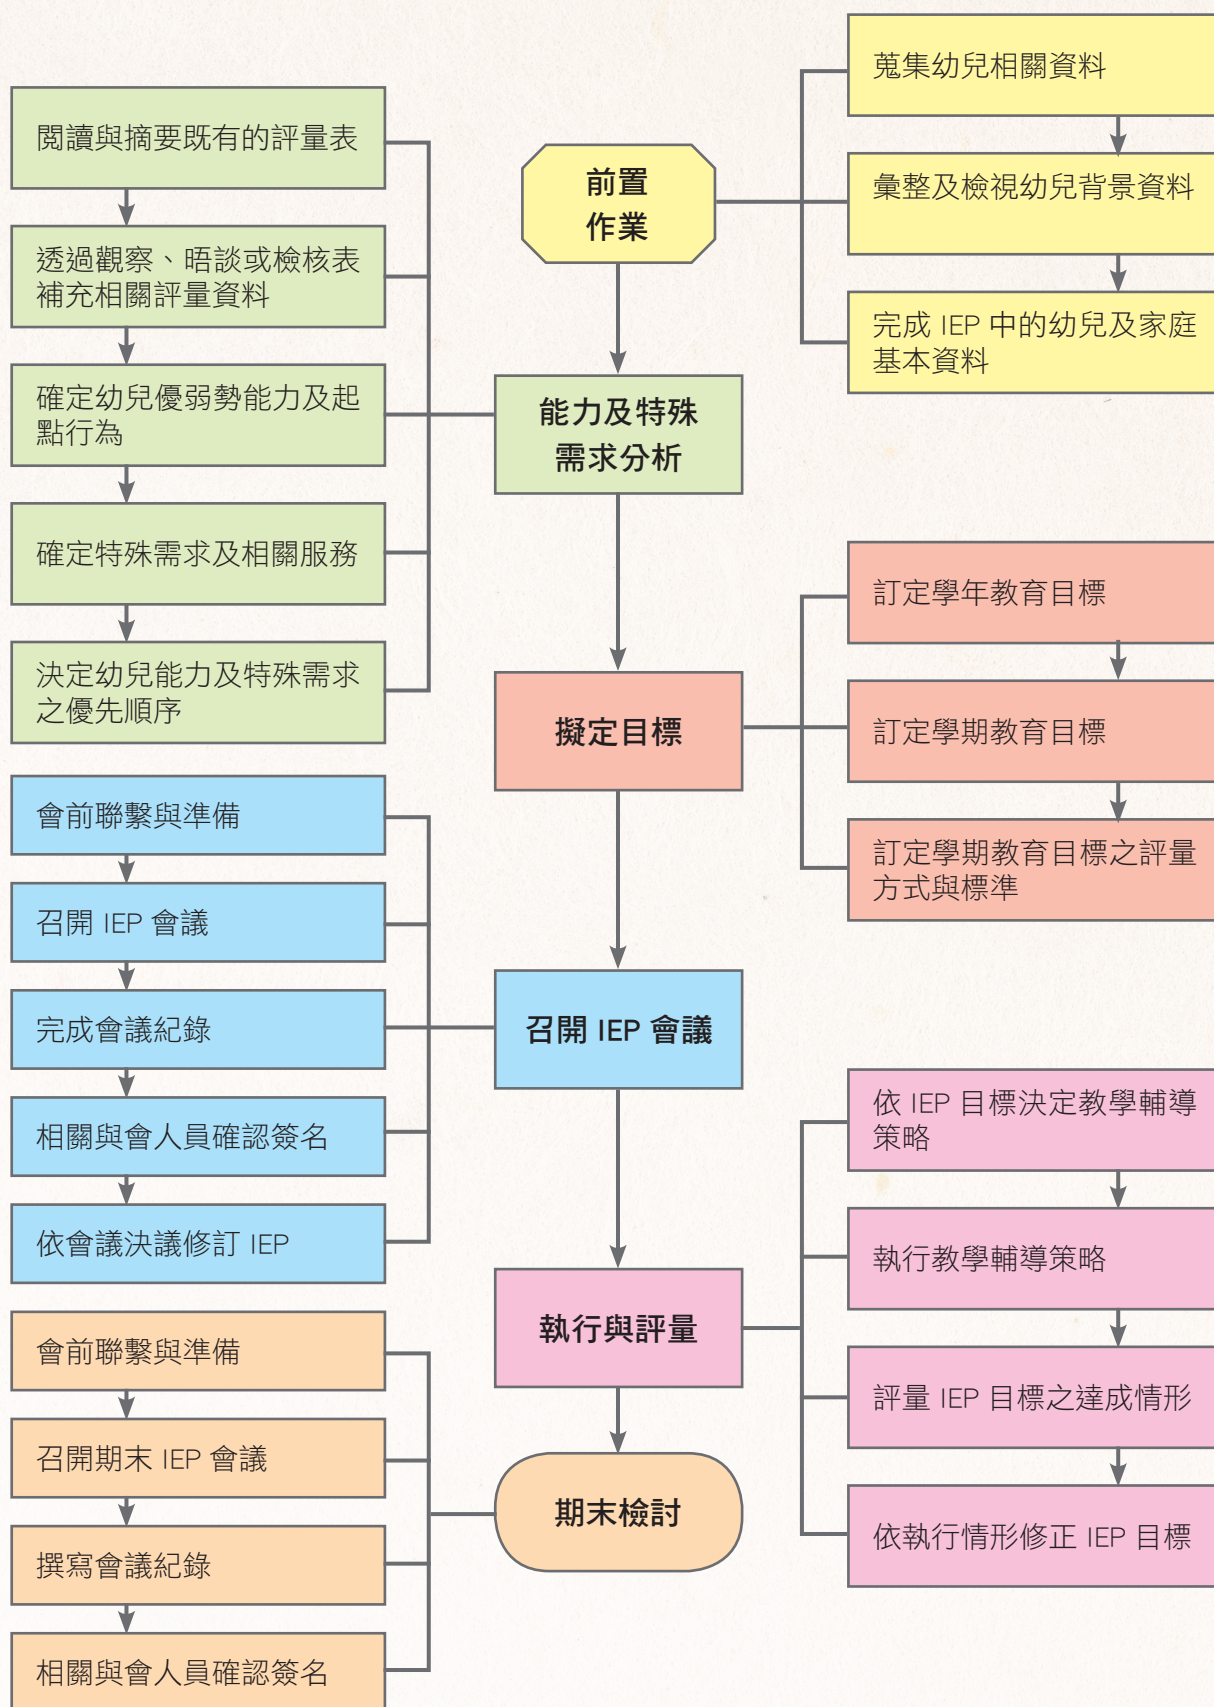 前置
作業
蒐集幼兒相關資料
彙整及檢視幼兒背景資料
完成 IEP 中的幼兒及家庭
基本資料
能力及特殊
需求分析
閱讀與摘要既有的評量表
透過觀察、晤談或檢核表
補充相關評量資料
確定幼兒優弱勢能力及起
點行為
確定特殊需求及相關服務
決定幼兒能力及特殊需求
之優先順序
擬定目標
訂定學年教育目標
訂定學期教育目標
訂定學期教育目標之評量
方式與標準
召開 IEP 會議
會前聯繫與準備
召開 IEP 會議
完成會議紀錄
相關與會人員確認簽名
依會議決議修訂 IEP
執行與評量
依 IEP 目標決定教學輔導
策略
執行教學輔導策略
評量 IEP 目標之達成情形
依執行情形修正 IEP 目標
期末檢討
會前聯繫與準備
召開期末 IEP 會議
撰寫會議紀錄
相關與會人員確認簽名